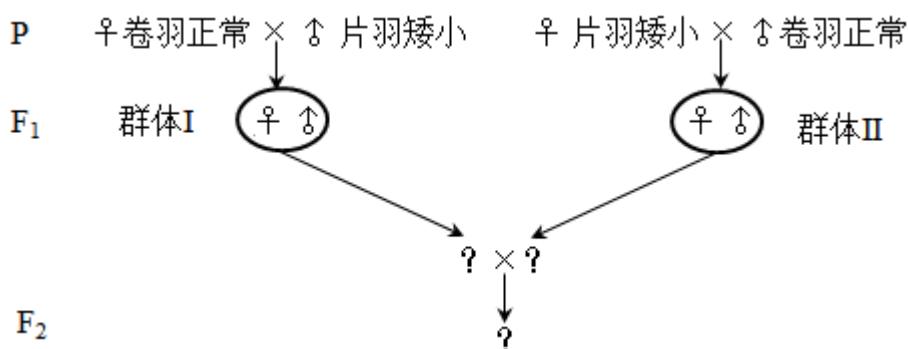 P ♀卷羽正常 × ♂ 片羽矮小 ♀ 片羽矮小 × ♂卷羽正常
F₁ 群体I ♀ ♂ ♀ ♂ 群体II
? × ?
F₂ ?